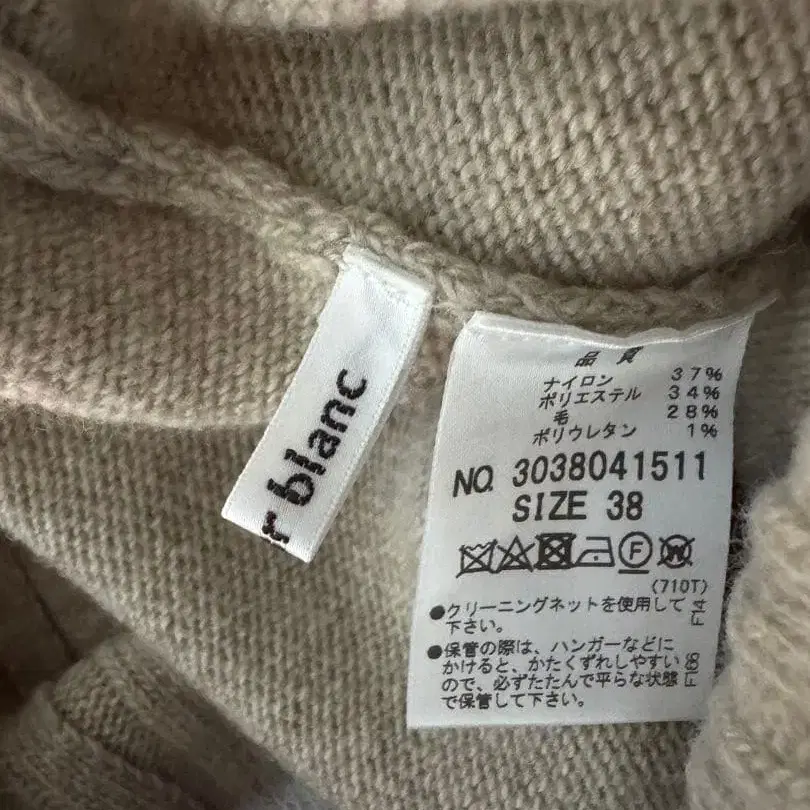 r blanc
品質
ナイロン 37%
ポリエステル 34%
毛 28%
ポリウレタン 1%
NO. 3038041511
SIZE 38
F W
(710T)
●クリーニングネットを使用して
下さい。
F14
●保管の際は、ハンガーなどに
かけると、かたくずれしやすい
ので、必ずたたんで平らな状態
で保管して下さい。